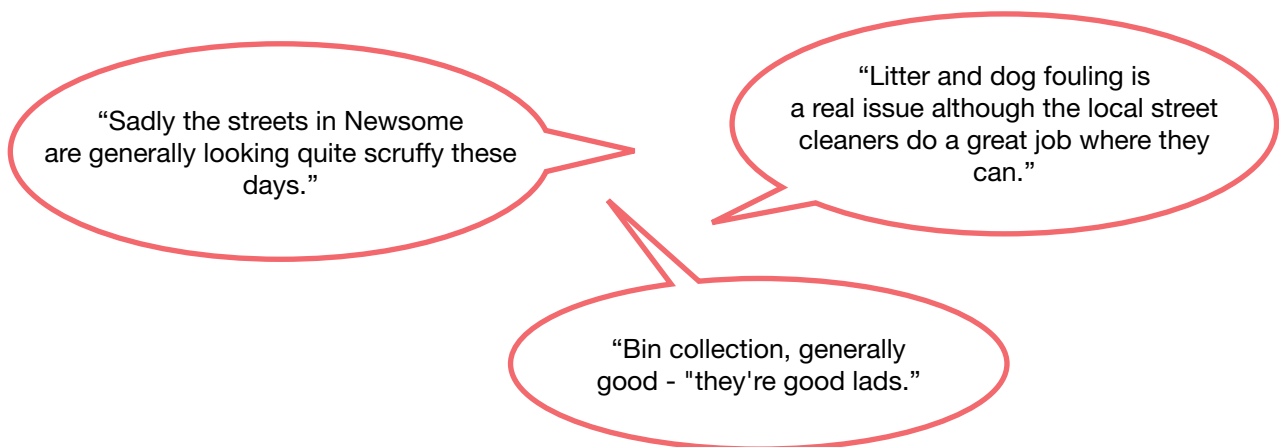 “Sadly the streets in Newsome
are generally looking quite scruffy these
days.”
“Litter and dog fouling is
a real issue although the local street
cleaners do a great job where they
can.”
“Bin collection, generally
good - "they're good lads.”